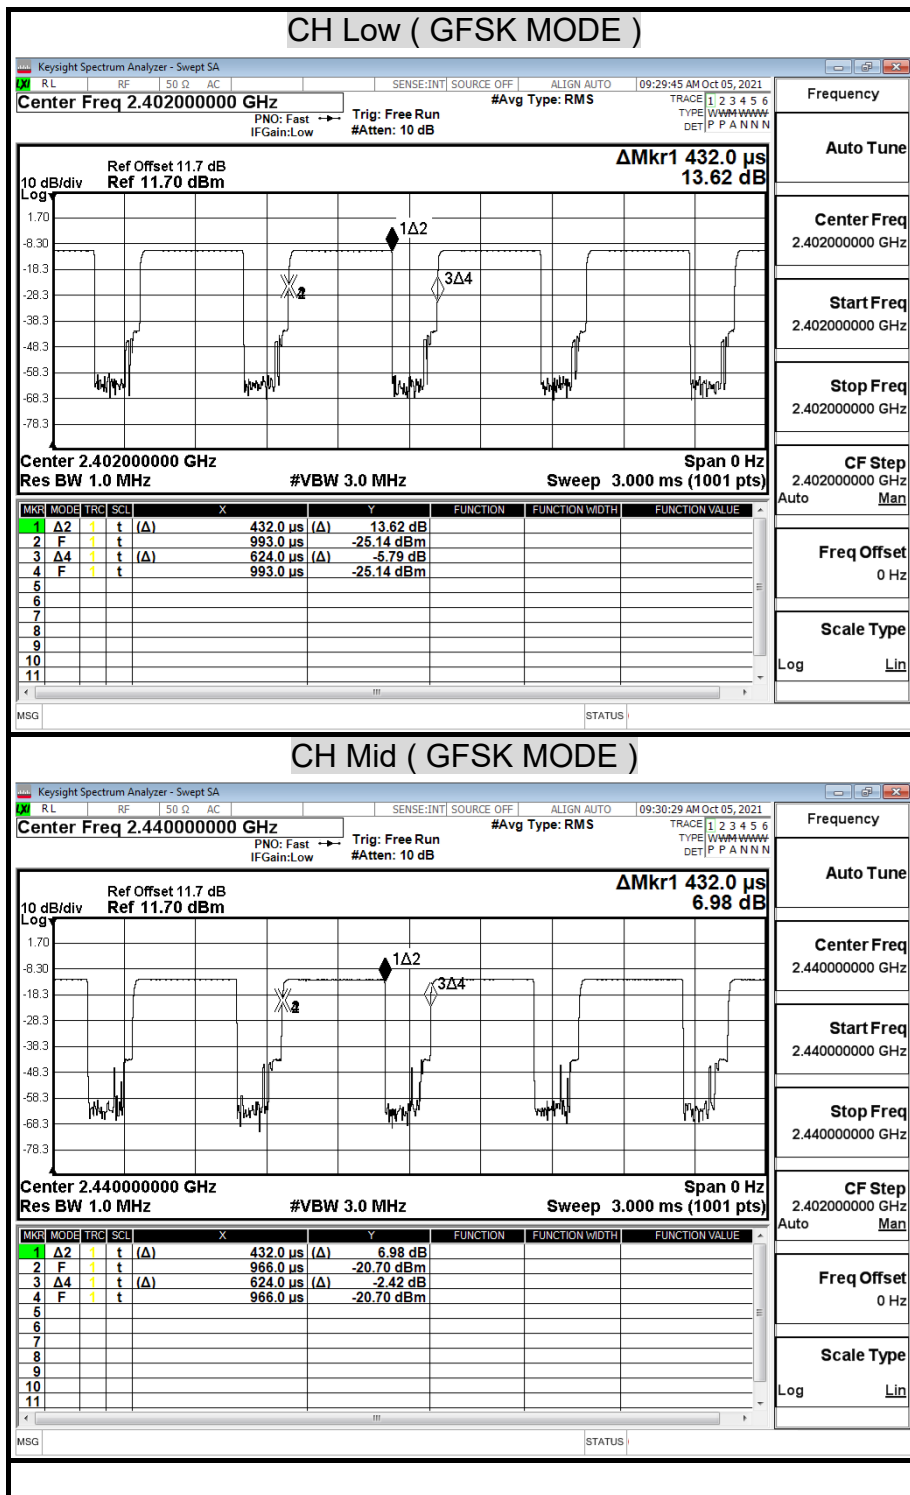 CH Low ( GFSK MODE )
Keysight Spectrum Analyzer - Swept SA
LXI RL RF 50 Ω AC SENSE:INT SOURCE OFF ALIGN AUTO 09:29:45 AM Oct 05, 2021
Center Freq 2.402000000 GHz
PNO: Fast
IFGain:Low
Trig: Free Run
#Atten: 10 dB
#Avg Type: RMS
TRACE 1 2 3 4 5 6
TYPE WWMWWWW
DET P P A N N N
Frequency
Ref Offset 11.7 dB
10 dB/div Ref 11.70 dBm
Log
ΔMkr1 432.0 µs
13.62 dB
1.70
-8.30
-18.3
-28.3
-38.3
-48.3
-58.3
-68.3
-78.3
1Δ2
3Δ4
Center 2.402000000 GHz Span 0 Hz
Res BW 1.0 MHz #VBW 3.0 MHz Sweep 3.000 ms (1001 pts)
MKR MODE TRC SCL X Y FUNCTION FUNCTION WIDTH FUNCTION VALUE
1 Δ2 1 t (Δ) 432.0 µs (Δ) 13.62 dB
2 F 1 t 993.0 µs -25.14 dBm
3 Δ4 1 t (Δ) 624.0 µs (Δ) -5.79 dB
4 F 1 t 993.0 µs -25.14 dBm
5
6
7
8
9
10
11
MSG STATUS
Auto Tune
Center Freq
2.402000000 GHz
Start Freq
2.402000000 GHz
Stop Freq
2.402000000 GHz
CF Step
2.402000000 GHz
Auto Man
Freq Offset
0 Hz
Scale Type
Log Lin
CH Mid ( GFSK MODE )
Keysight Spectrum Analyzer - Swept SA
LXI RL RF 50 Ω AC SENSE:INT SOURCE OFF ALIGN AUTO 09:30:29 AM Oct 05, 2021
Center Freq 2.440000000 GHz
PNO: Fast
IFGain:Low
Trig: Free Run
#Atten: 10 dB
#Avg Type: RMS
TRACE 1 2 3 4 5 6
TYPE WWMWWWW
DET P P A N N N
Frequency
Ref Offset 11.7 dB
10 dB/div Ref 11.70 dBm
Log
ΔMkr1 432.0 µs
6.98 dB
1.70
-8.30
-18.3
-28.3
-38.3
-48.3
-58.3
-68.3
-78.3
1Δ2
3Δ4
Center 2.440000000 GHz Span 0 Hz
Res BW 1.0 MHz #VBW 3.0 MHz Sweep 3.000 ms (1001 pts)
MKR MODE TRC SCL X Y FUNCTION FUNCTION WIDTH FUNCTION VALUE
1 Δ2 1 t (Δ) 432.0 µs (Δ) 6.98 dB
2 F 1 t 966.0 µs -20.70 dBm
3 Δ4 1 t (Δ) 624.0 µs (Δ) -2.42 dB
4 F 1 t 966.0 µs -20.70 dBm
5
6
7
8
9
10
11
MSG STATUS
Auto Tune
Center Freq
2.440000000 GHz
Start Freq
2.440000000 GHz
Stop Freq
2.440000000 GHz
CF Step
2.402000000 GHz
Auto Man
Freq Offset
0 Hz
Scale Type
Log Lin